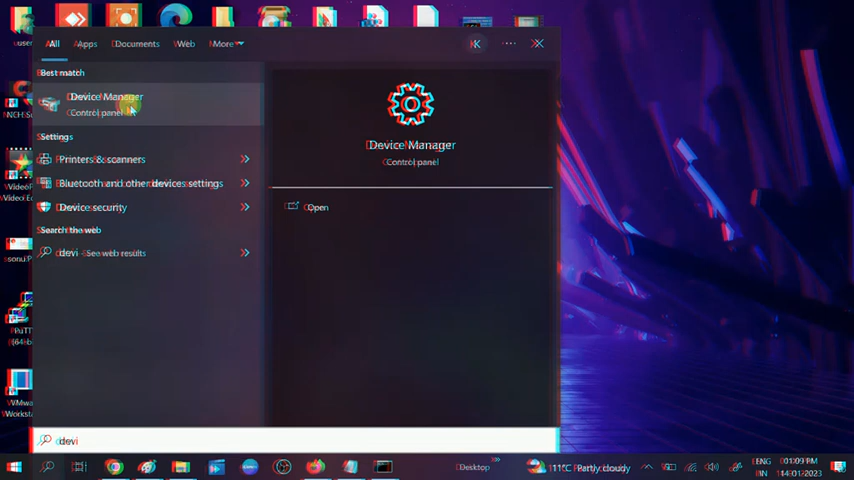 All Apps Documents Web More K ... X
Best match
Device Manager
Control panel
Settings
Printers & scanners
Bluetooth and other devices settings
Device security
Search the web
devi - See web results
Device Manager
Control panel
Open
devi
Desktop
11°C Partly cloudy
ENG
IN
01:09 PM
14-01-2023